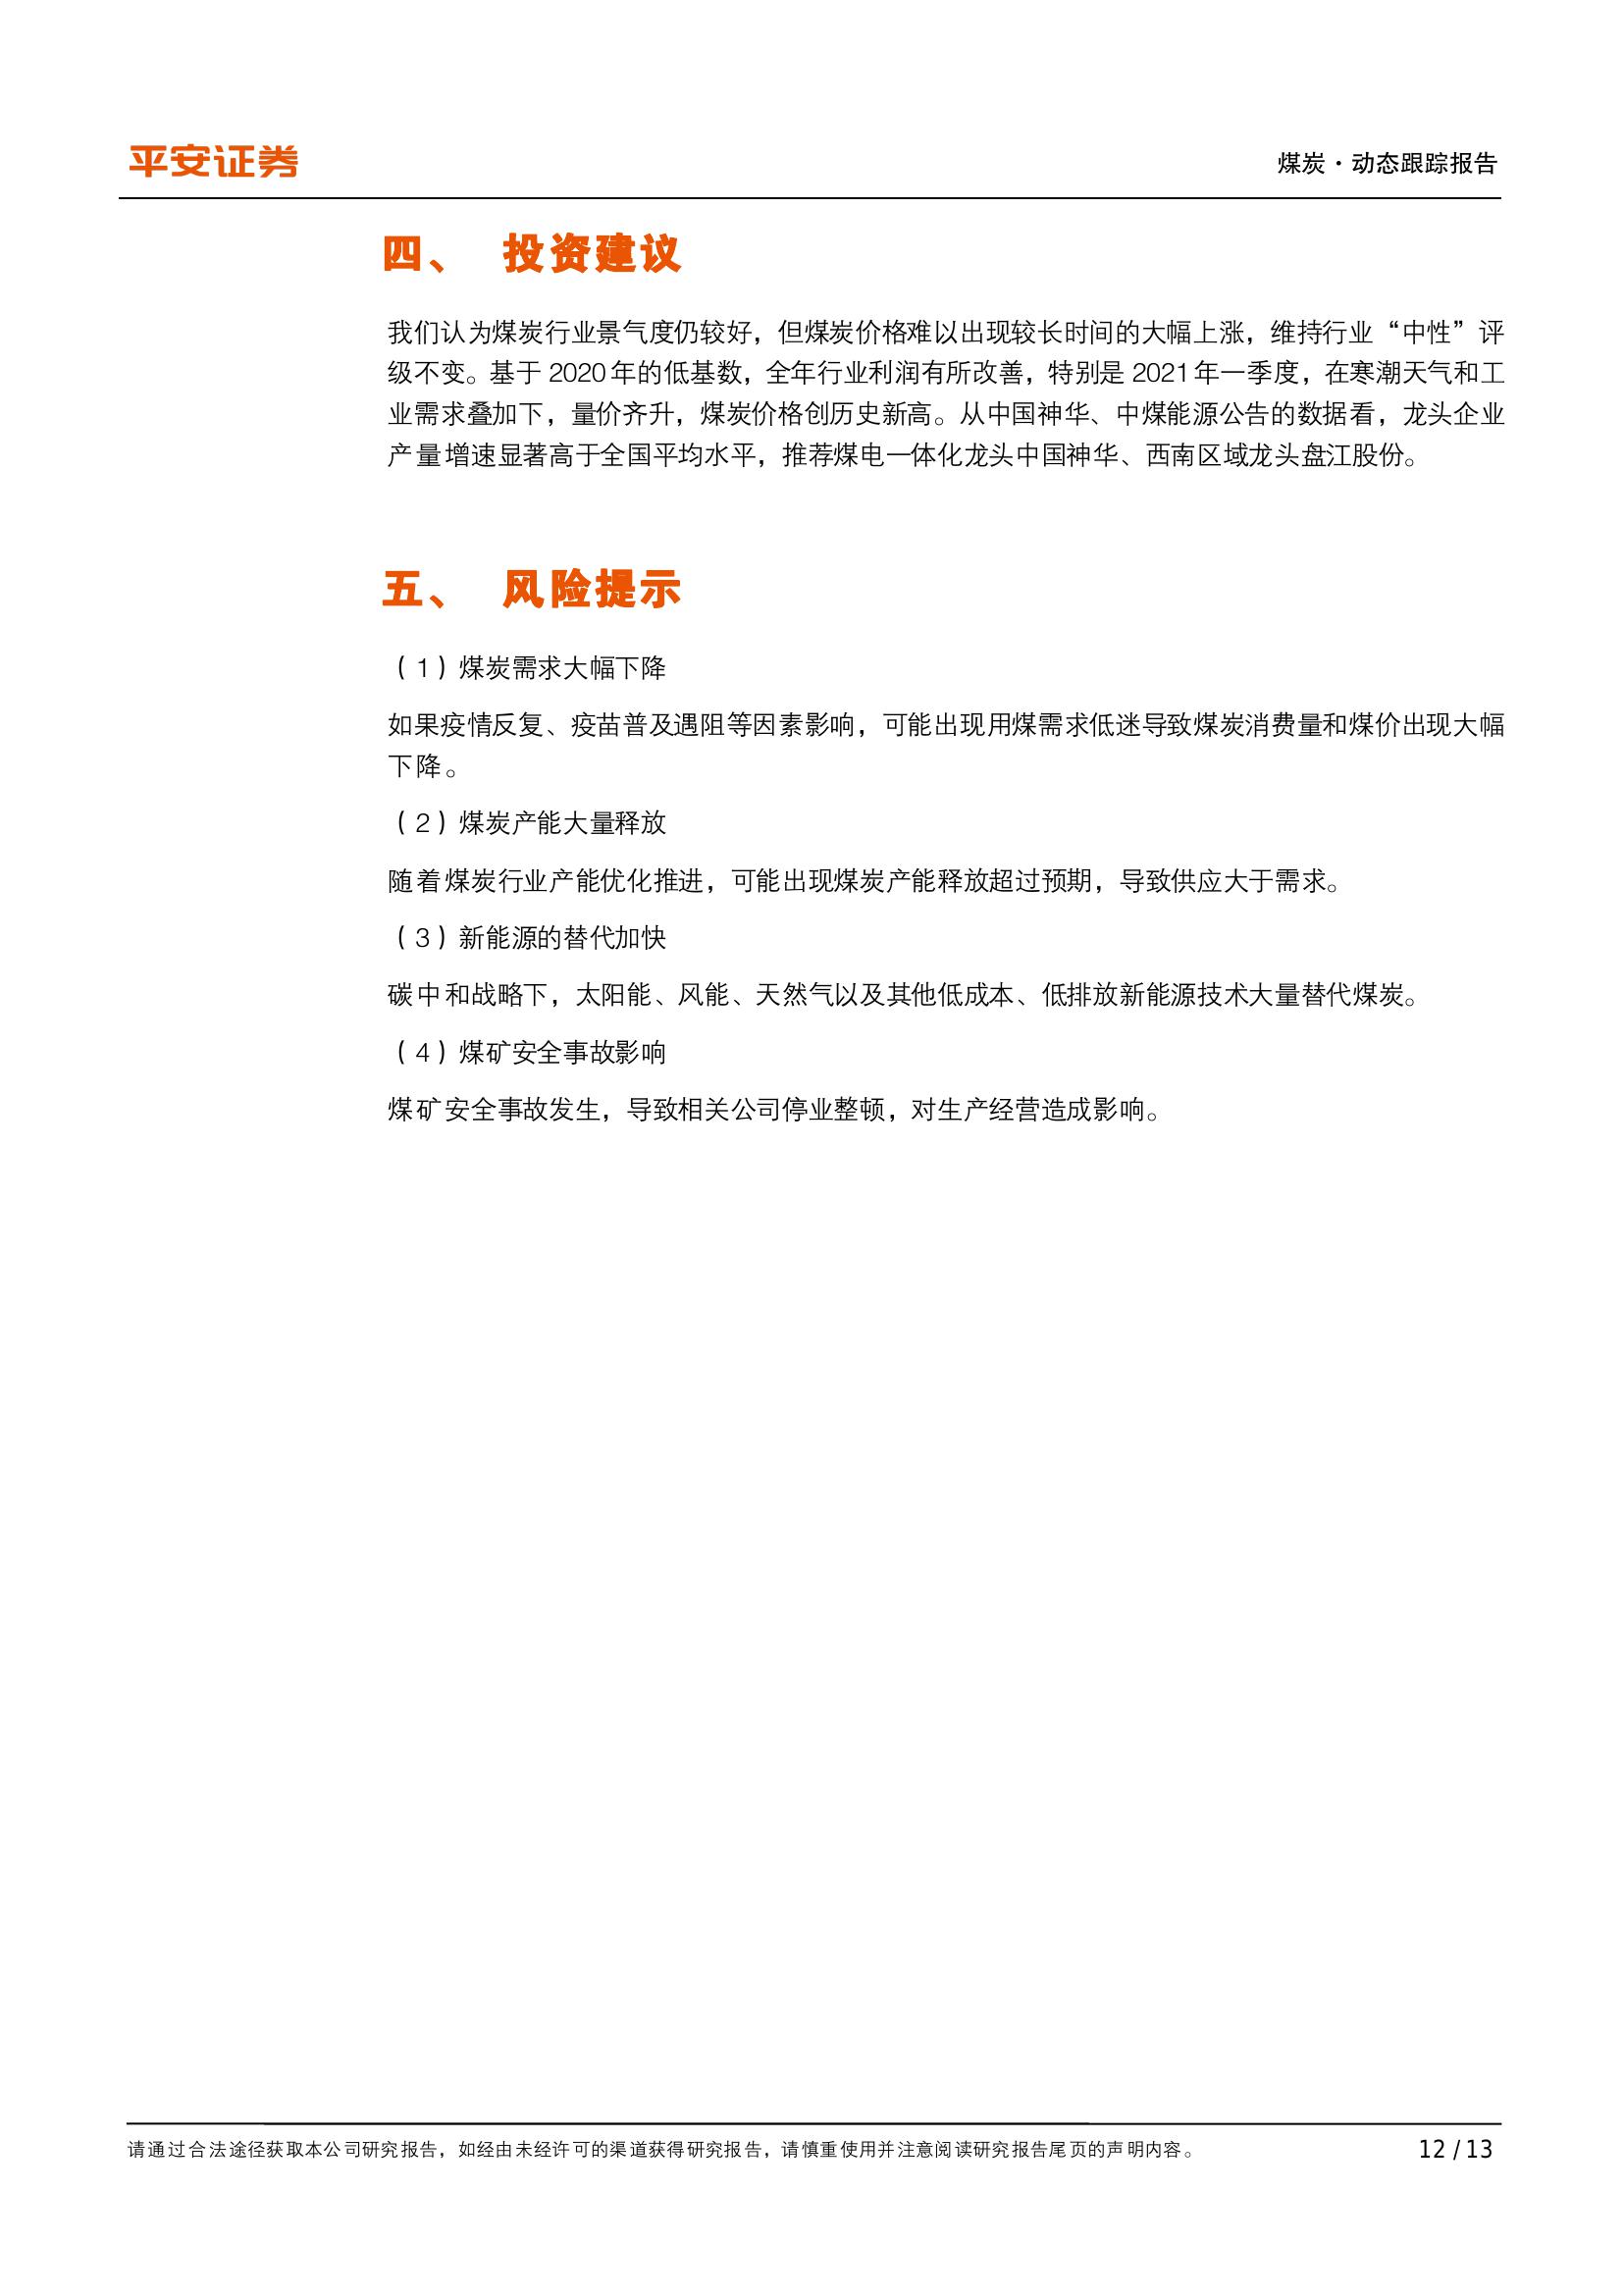 平安证券
煤炭·动态跟踪报告
四、 投资建议
我们认为煤炭行业景气度仍较好，但煤炭价格难以出现较长时间的大幅上涨，维持行业“中性”评
级不变。基于 2020 年的低基数，全年行业利润有所改善，特别是 2021 年一季度，在寒潮天气和工
业需求叠加下，量价齐升，煤炭价格创历史新高。从中国神华、中煤能源公告的数据看，龙头企业
产量增速显著高于全国平均水平，推荐煤电一体化龙头中国神华、西南区域龙头盘江股份。
五、 风险提示
（1）煤炭需求大幅下降
如果疫情反复、疫苗普及遇阻等因素影响，可能出现用煤需求低迷导致煤炭消费量和煤价出现大幅
下降。
（2）煤炭产能大量释放
随着煤炭行业产能优化推进，可能出现煤炭产能释放超过预期，导致供应大于需求。
（3）新能源的替代加快
碳中和战略下，太阳能、风能、天然气以及其他低成本、低排放新能源技术大量替代煤炭。
（4）煤矿安全事故影响
煤矿安全事故发生，导致相关公司停业整顿，对生产经营造成影响。
请通过合法途径获取本公司研究报告，如经由未经许可的渠道获得研究报告，请慎重使用并注意阅读研究报告尾页的声明内容。
12 / 13